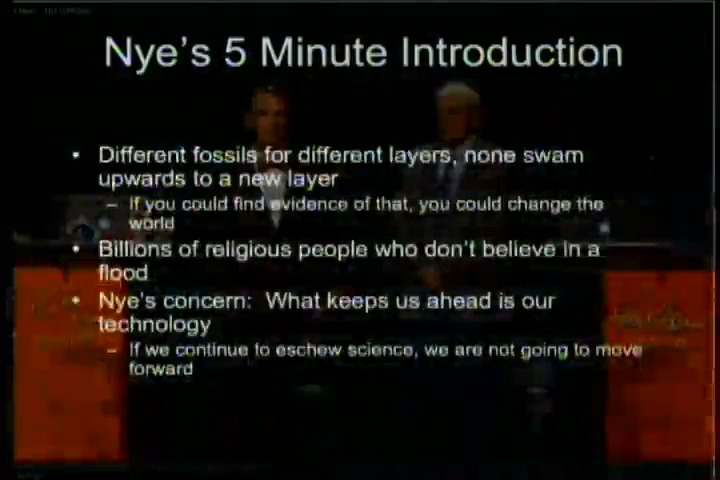 Nye's 5 Minute Introduction
• Different fossils for different layers, none swam
upwards to a new layer
– If you could find evidence of that, you could change the
world
• Billions of religious people who don't believe in a
flood
• Nye's concern: What keeps us ahead is our
technology
– If we continue to eschew science, we are not going to move
forward